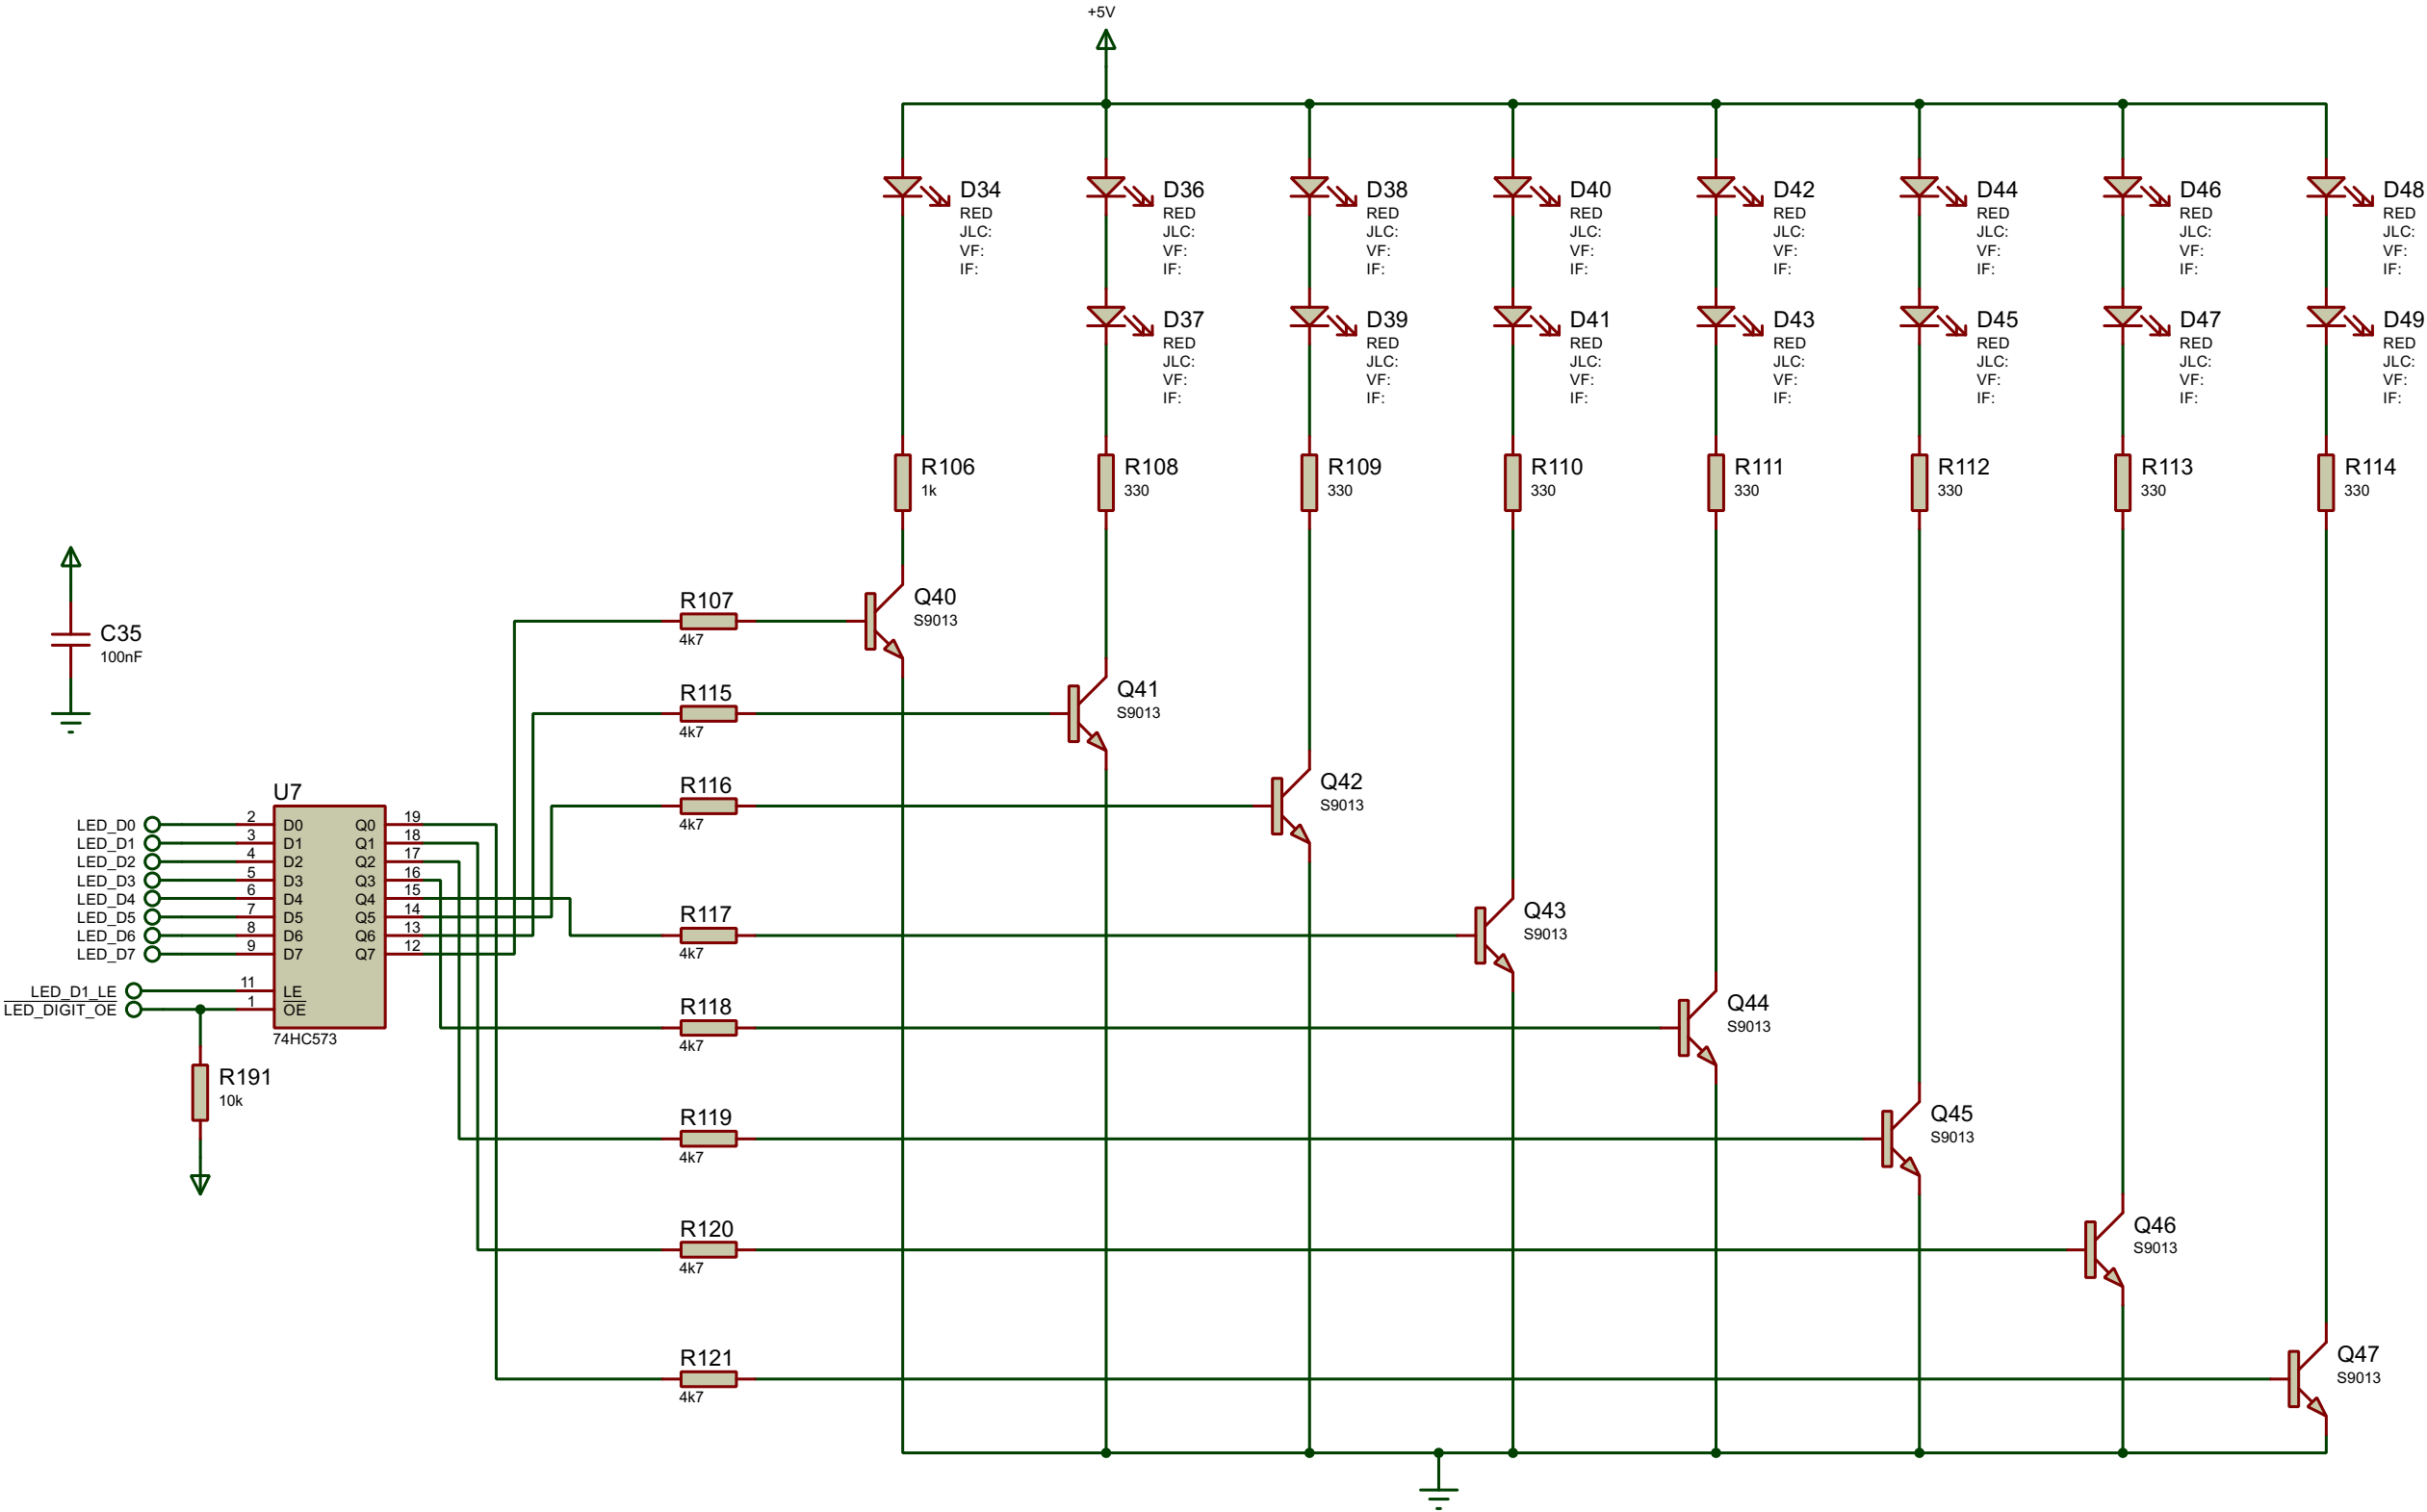 +5V
D34
RED
JLC:
VF:
IF:
D36
RED
JLC:
VF:
IF:
D38
RED
JLC:
VF:
IF:
D40
RED
JLC:
VF:
IF:
D42
RED
JLC:
VF:
IF:
D44
RED
JLC:
VF:
IF:
D46
RED
JLC:
VF:
IF:
D48
RED
JLC:
VF:
IF:
D37
RED
JLC:
VF:
IF:
D39
RED
JLC:
VF:
IF:
D41
RED
JLC:
VF:
IF:
D43
RED
JLC:
VF:
IF:
D45
RED
JLC:
VF:
IF:
D47
RED
JLC:
VF:
IF:
D49
RED
JLC:
VF:
IF:
R106
1k
R108
330
R109
330
R110
330
R111
330
R112
330
R113
330
R114
330
C35
100nF
R107
4k7
Q40
S9013
R115
4k7
Q41
S9013
R116
4k7
Q42
S9013
R117
4k7
Q43
S9013
R118
4k7
Q44
S9013
R119
4k7
Q45
S9013
R120
4k7
Q46
S9013
R121
4k7
Q47
S9013
U7
LED_D0 2 D0 Q0 19
LED_D1 3 D1 Q1 18
LED_D2 4 D2 Q2 17
LED_D3 5 D3 Q3 16
LED_D4 6 D4 Q4 15
LED_D5 7 D5 Q5 14
LED_D6 8 D6 Q6 13
LED_D7 9 D7 Q7 12
LED_D1_LE 11 LE
LED_DIGIT_OE 1 OE
74HC573
R191
10k